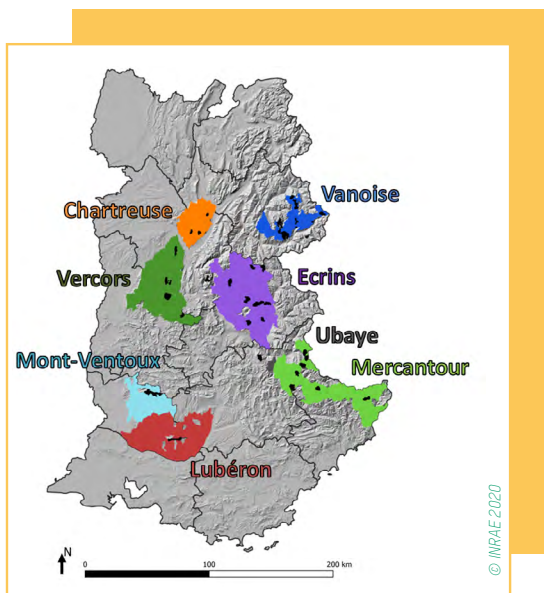 Vanoise
Chartreuse
Vercors
Ecrins
Ubaye
Mont-Ventoux
Mercantour
Lubéron
N
0 100 200 km
© INRAE 2020